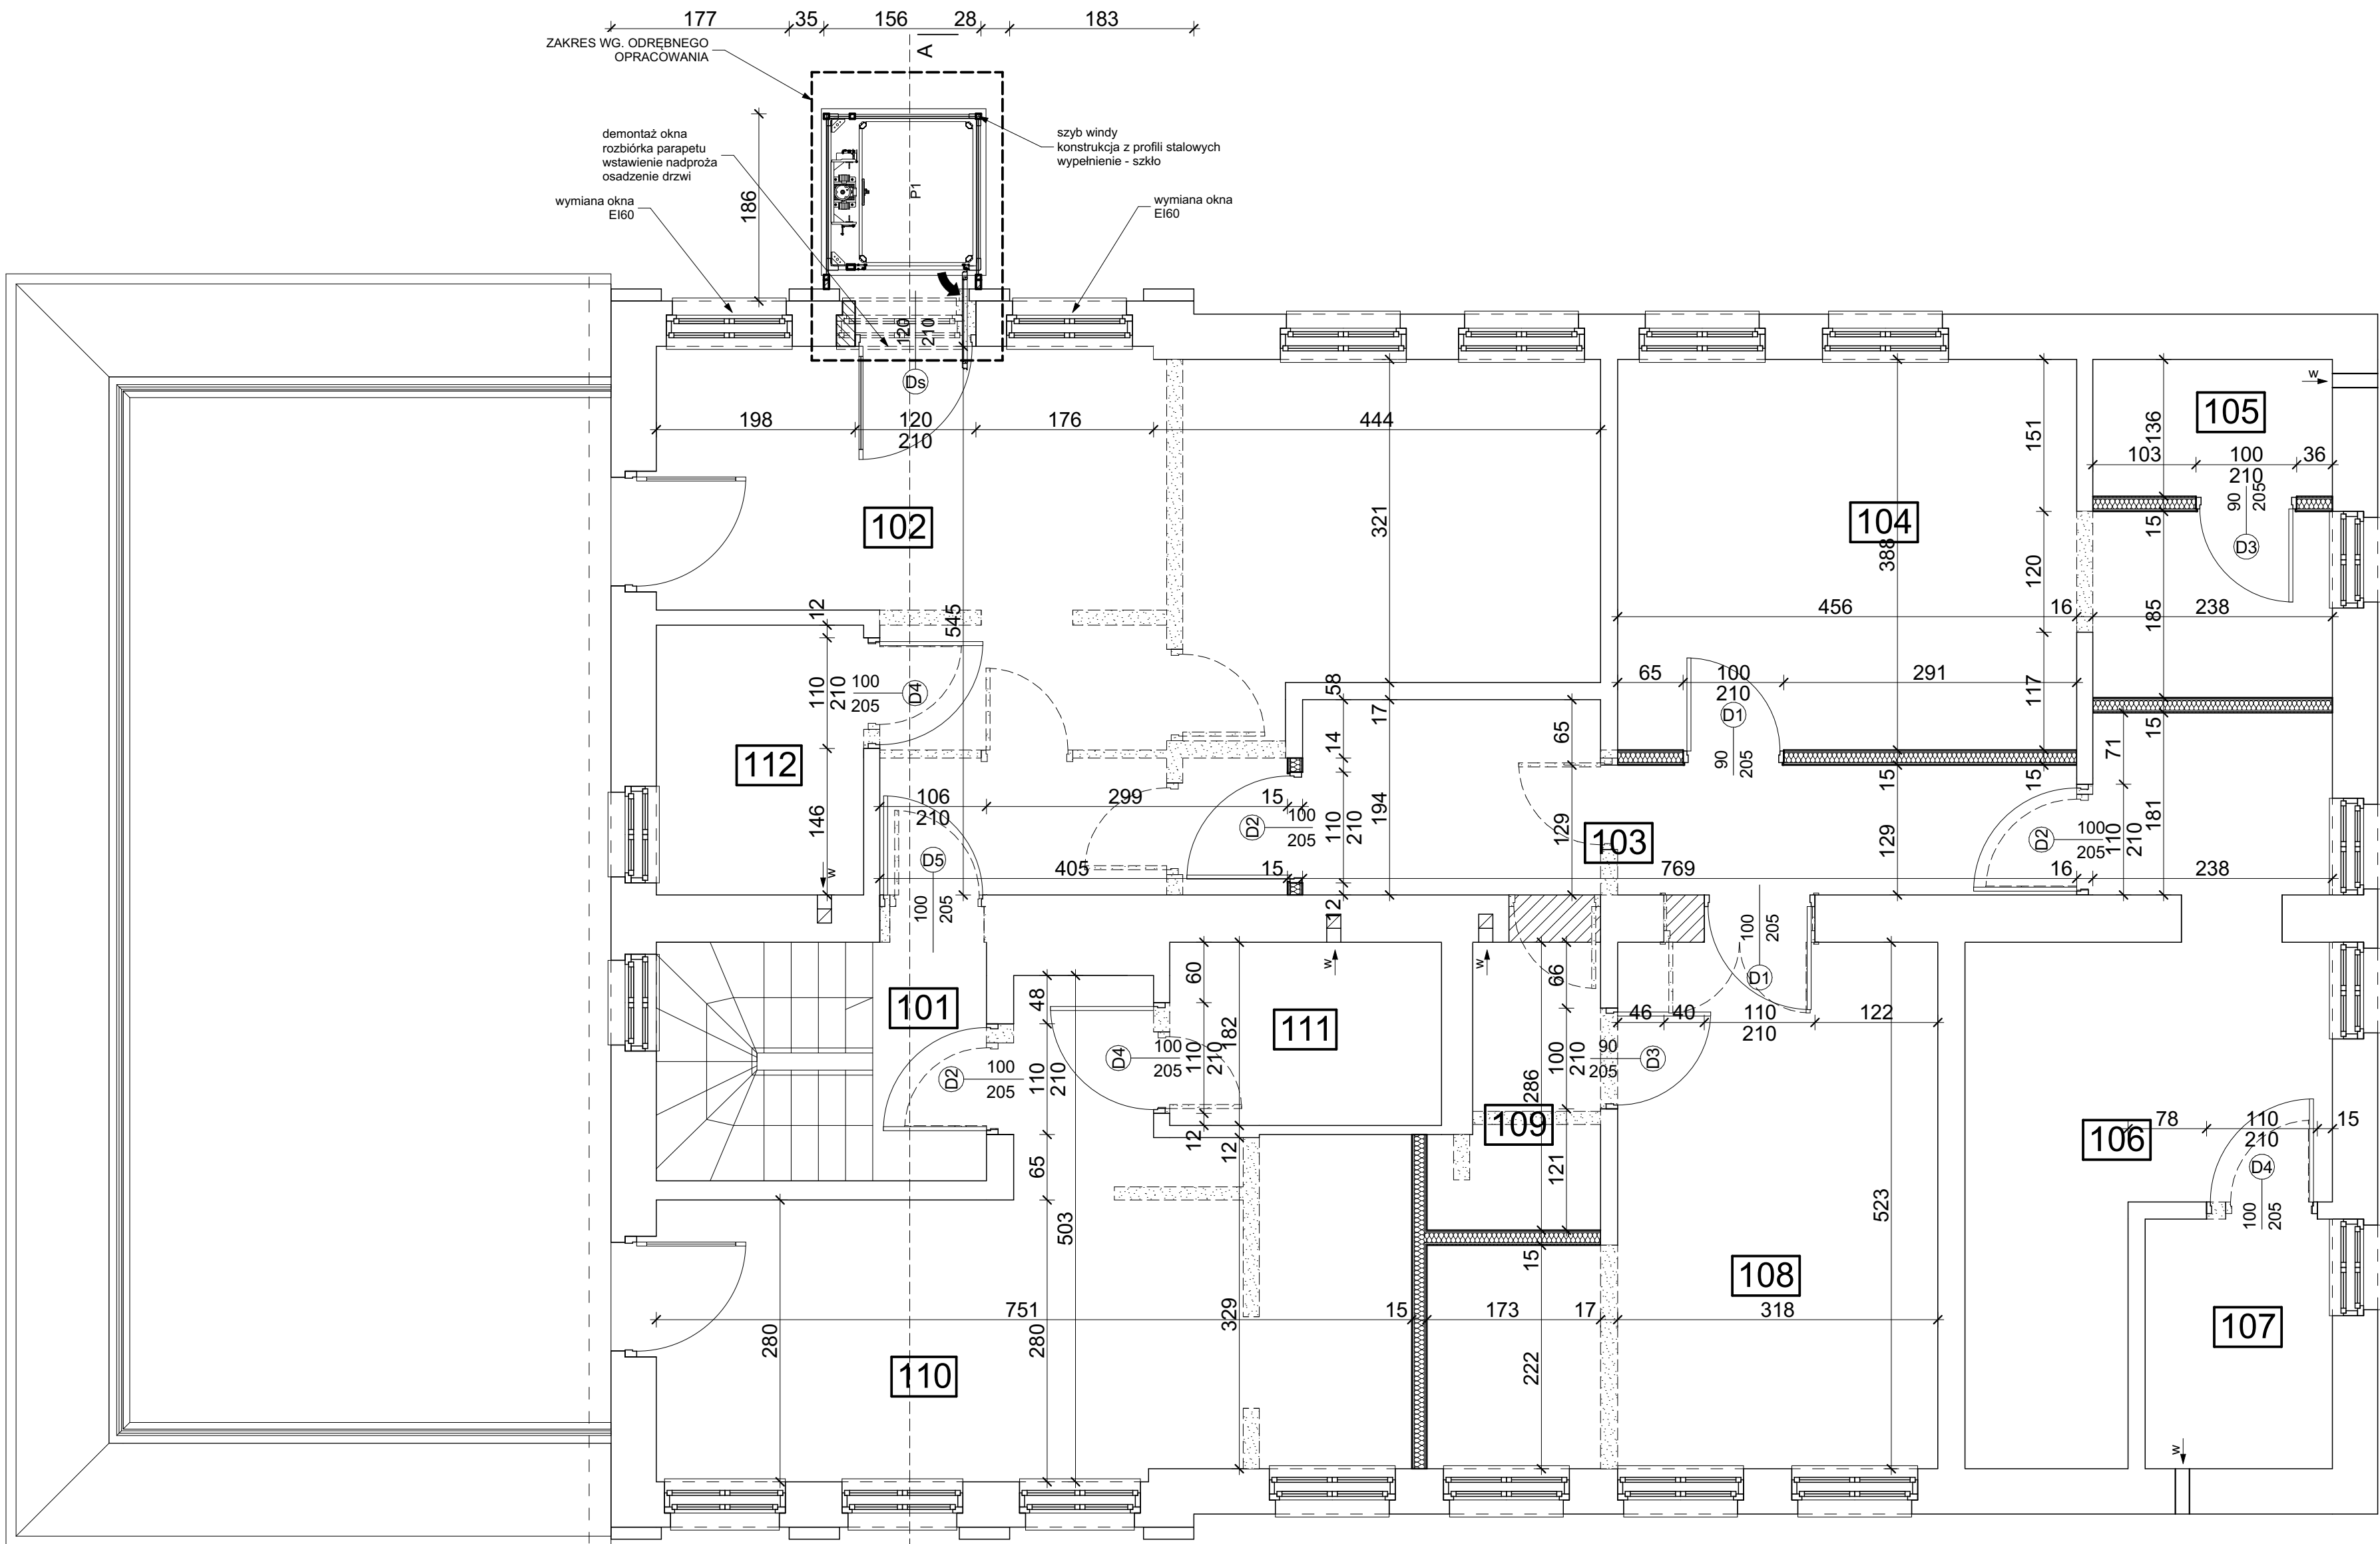 177 35 156 28 183
ZAKRES WG. ODRĘBNEGO
OPRACOWANIA
A
demontaż okna
rozbiórka parapetu
wstawienie nadproża
osadzenie drzwi
szyb windy
konstrukcja z profili stalowych
wypełnienie - szkło
wymiana okna
EI60
wymiana okna
EI60
186
P1
120
210
Ds
198 120 176 444
210
w
105
136
151
103 100 36
210
90
205
D3
102
321
104
388
15
120
185
456 16 238
12
545
110
210
100
205
D4
58
17
14
65
65 100 291
210
D1
90
205
117
15
71
112
146
w
106 299 15
210
D5
100
205
D2
100
205
110
210
194
129
103
15
129
15
D2
100
205
110
210
181
405 15 769 16 238
12
w
w
101
48
60
182
111
66
100
205
D1
46 40 110 122
210
D2
100
205
110
210
D4
100
205
110
210
286
100
210
90
205
D3
109
121
65
12
12
523
106
78 110 15
210
D4
100
205
503
15
108
107
751 15 173 17 318
280
280
329
222
110
w